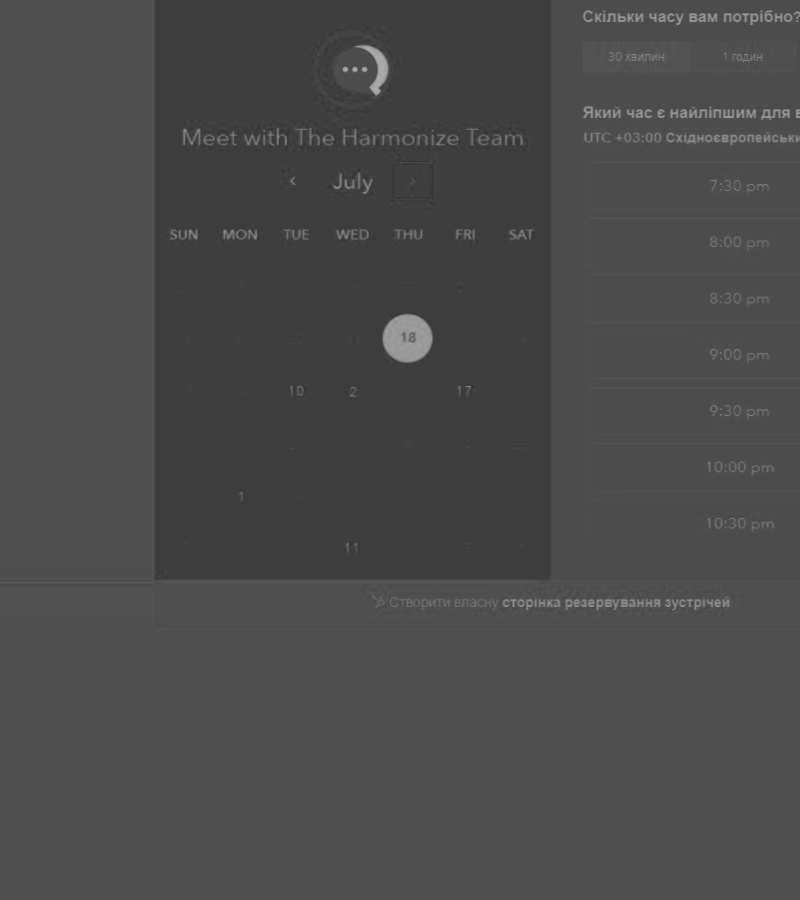 Meet with The Harmonize Team
July
SUN MON TUE WED THU FRI SAT
18
10 2 17
1
11
Скільки часу вам потрібно?
30 хвилин 1 годин
Який час є найліпшим для в
UTC +03:00 Східноєвропейськи
7:30 pm
8:00 pm
8:30 pm
9:00 pm
9:30 pm
10:00 pm
10:30 pm
Створити власну сторінка резервування зустрічей